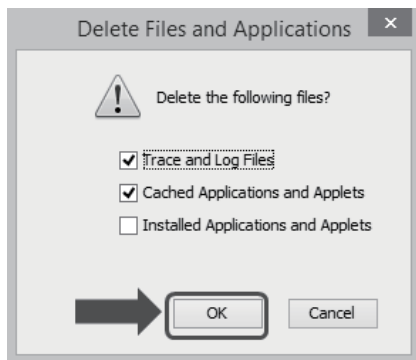 Delete Files and Applications
Delete the following files?
Trace and Log Files
Cached Applications and Applets
Installed Applications and Applets
OK Cancel